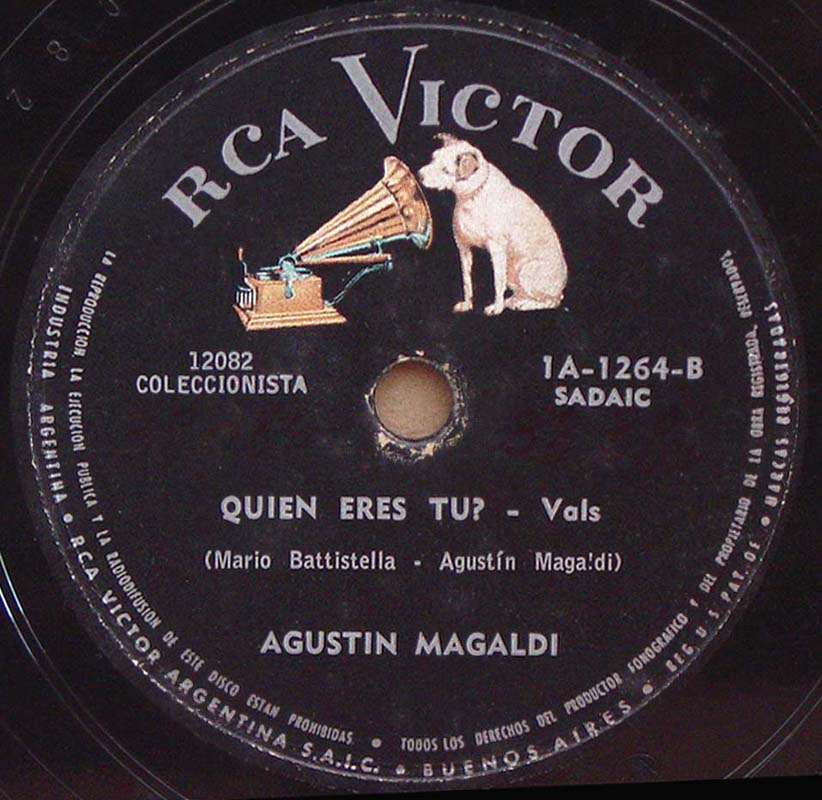 RCA VICTOR
12082
COLECCIONISTA
1A-1264-B
SADAIC
QUIEN ERES TU? - Vals
(Mario Battistella - Agustín Maga!di)
AGUSTIN MAGALDI
LA REPRODUCCION LA EJECUCION PUBLICA Y LA RADIODIFUSION DE ESTE DISCO ESTAN PROHIBIDAS. ● TODOS LOS DERECHOS DEL PRODUCTOR FONOGRAFICO Y DEL PROPIETARIO DE LA OBRA REGISTRADA, RESERVADOS.
INDUSTRIA ARGENTINA ● RCA VICTOR ARGENTINA S.A.I.C. ● BUENOS AIRES ● REG. U S PAT. OF. ● MARCAS REGISTRADAS